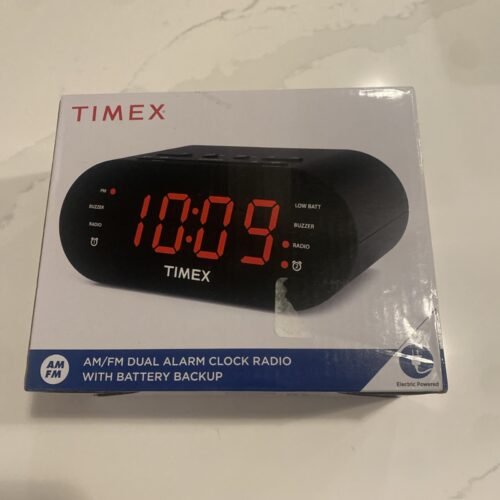 TIMEX
PM
BUZZER
RADIO
10:09
LOW BATT
BUZZER
RADIO
TIMEX
AM
FM
AM/FM DUAL ALARM CLOCK RADIO
WITH BATTERY BACKUP
Electric Powered